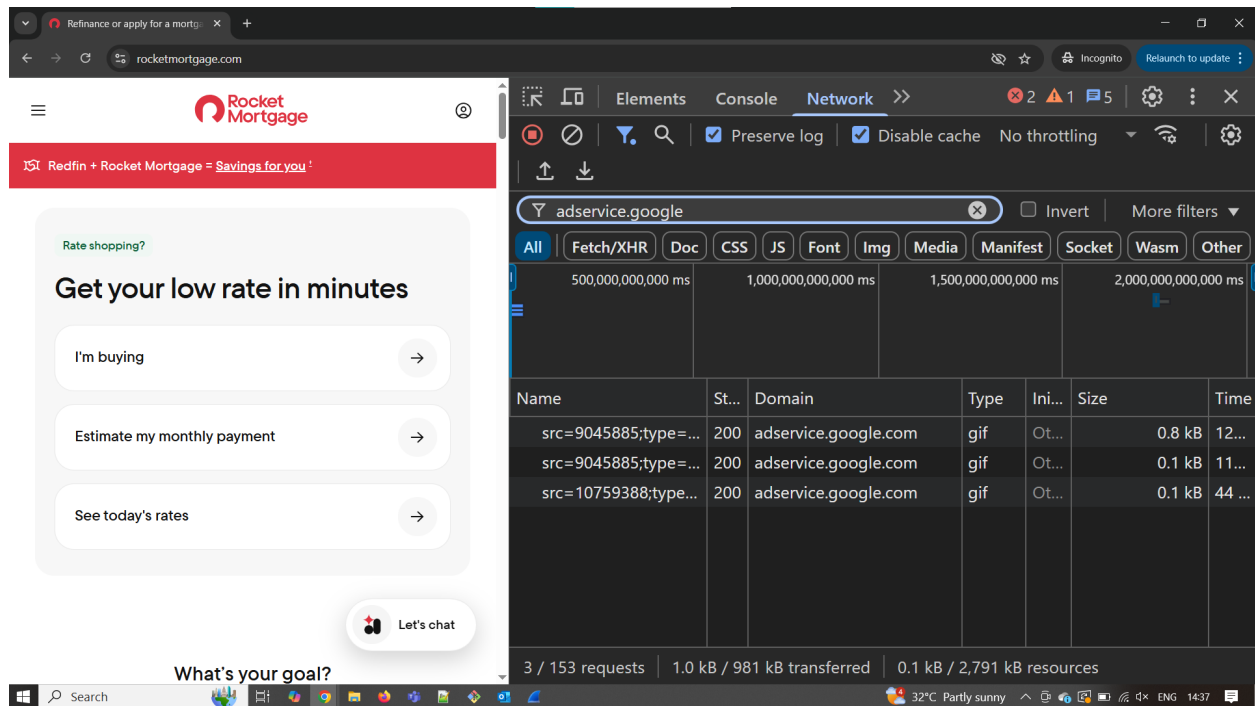 Refinance or apply for a mortga
rocketmortgage.com
Incognito
Relaunch to update
Rocket
Mortgage
Redfin + Rocket Mortgage = Savings for you ‡
Rate shopping?
Get your low rate in minutes
I'm buying
Estimate my monthly payment
See today's rates
Let's chat
What's your goal?
Elements Console Network 2 1 5
Preserve log Disable cache No throttling
adservice.google Invert More filters
All Fetch/XHR Doc CSS JS Font Img Media Manifest Socket Wasm Other
500,000,000,000 ms 1,000,000,000,000 ms 1,500,000,000,000 ms 2,000,000,000,000 ms
Name St... Domain Type Ini... Size Time
src=9045885;type=... 200 adservice.google.com gif Ot... 0.8 kB 12...
src=9045885;type=... 200 adservice.google.com gif Ot... 0.1 kB 11...
src=10759388;type... 200 adservice.google.com gif Ot... 0.1 kB 44 ...
3 / 153 requests 1.0 kB / 981 kB transferred 0.1 kB / 2,791 kB resources
Search 4 32°C Partly sunny ENG 14:37